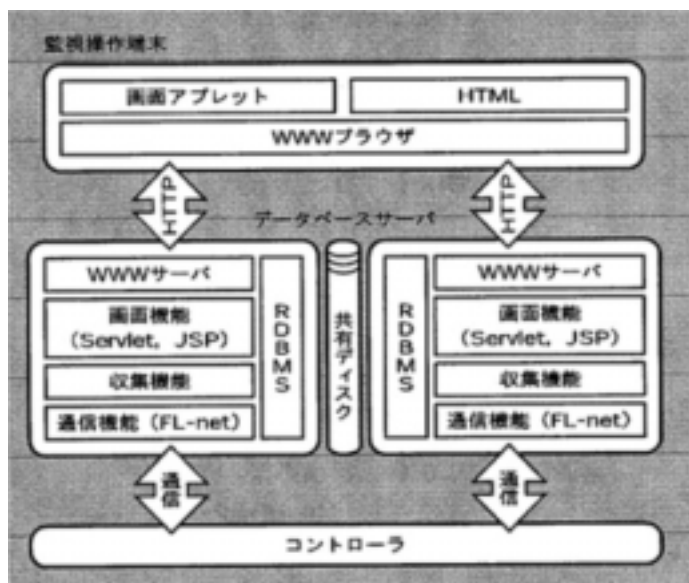 監視操作端末
画面アプレット
HTML
WWWブラウザ
HTTP
HTTP
データベースサーバ
WWWサーバ
画面機能
(Servlet, JSP)
収集機能
通信機能（FL-net）
RDBMS
共有ディスク
RDBMS
WWWサーバ
画面機能
(Servlet, JSP)
収集機能
通信機能（FL-net）
通信
通信
コントローラ